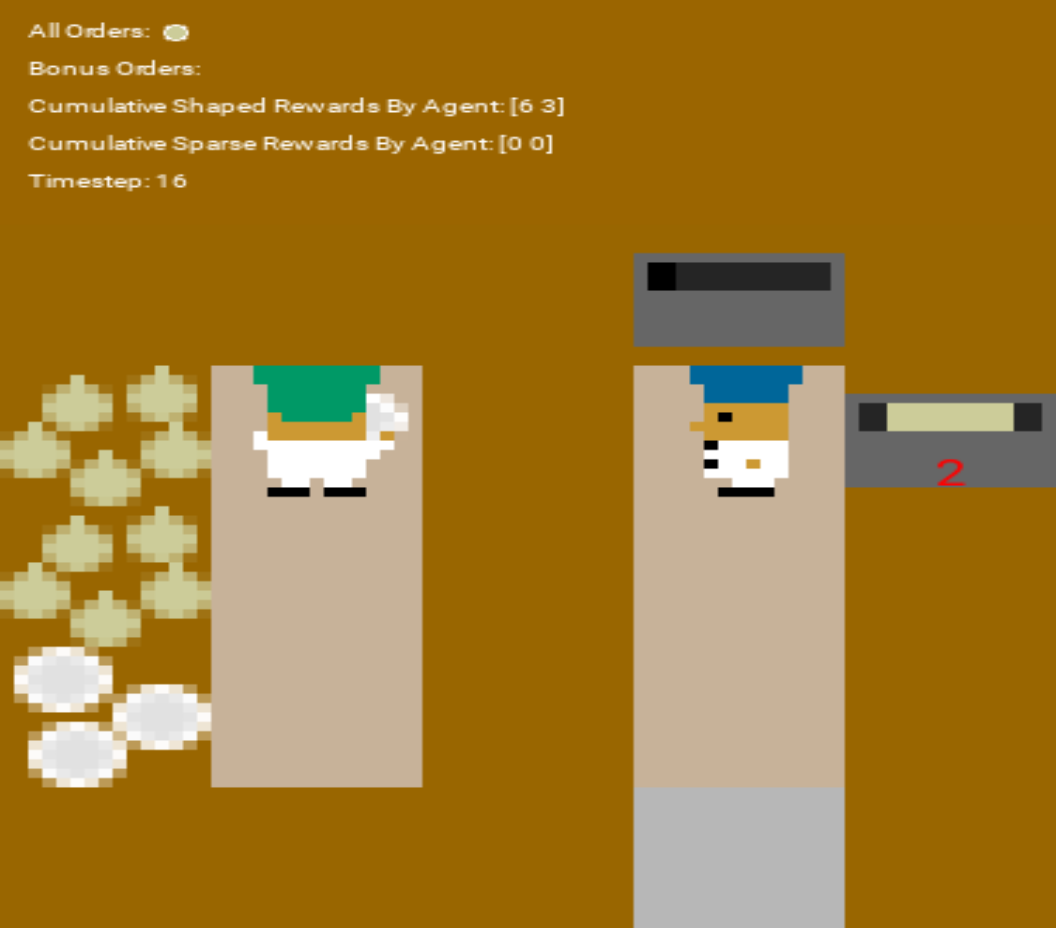 All Orders:
Bonus Orders:
Cumulative Shaped Rewards By Agent: [6 3]
Cumulative Sparse Rewards By Agent: [0 0]
Timestep: 16
2